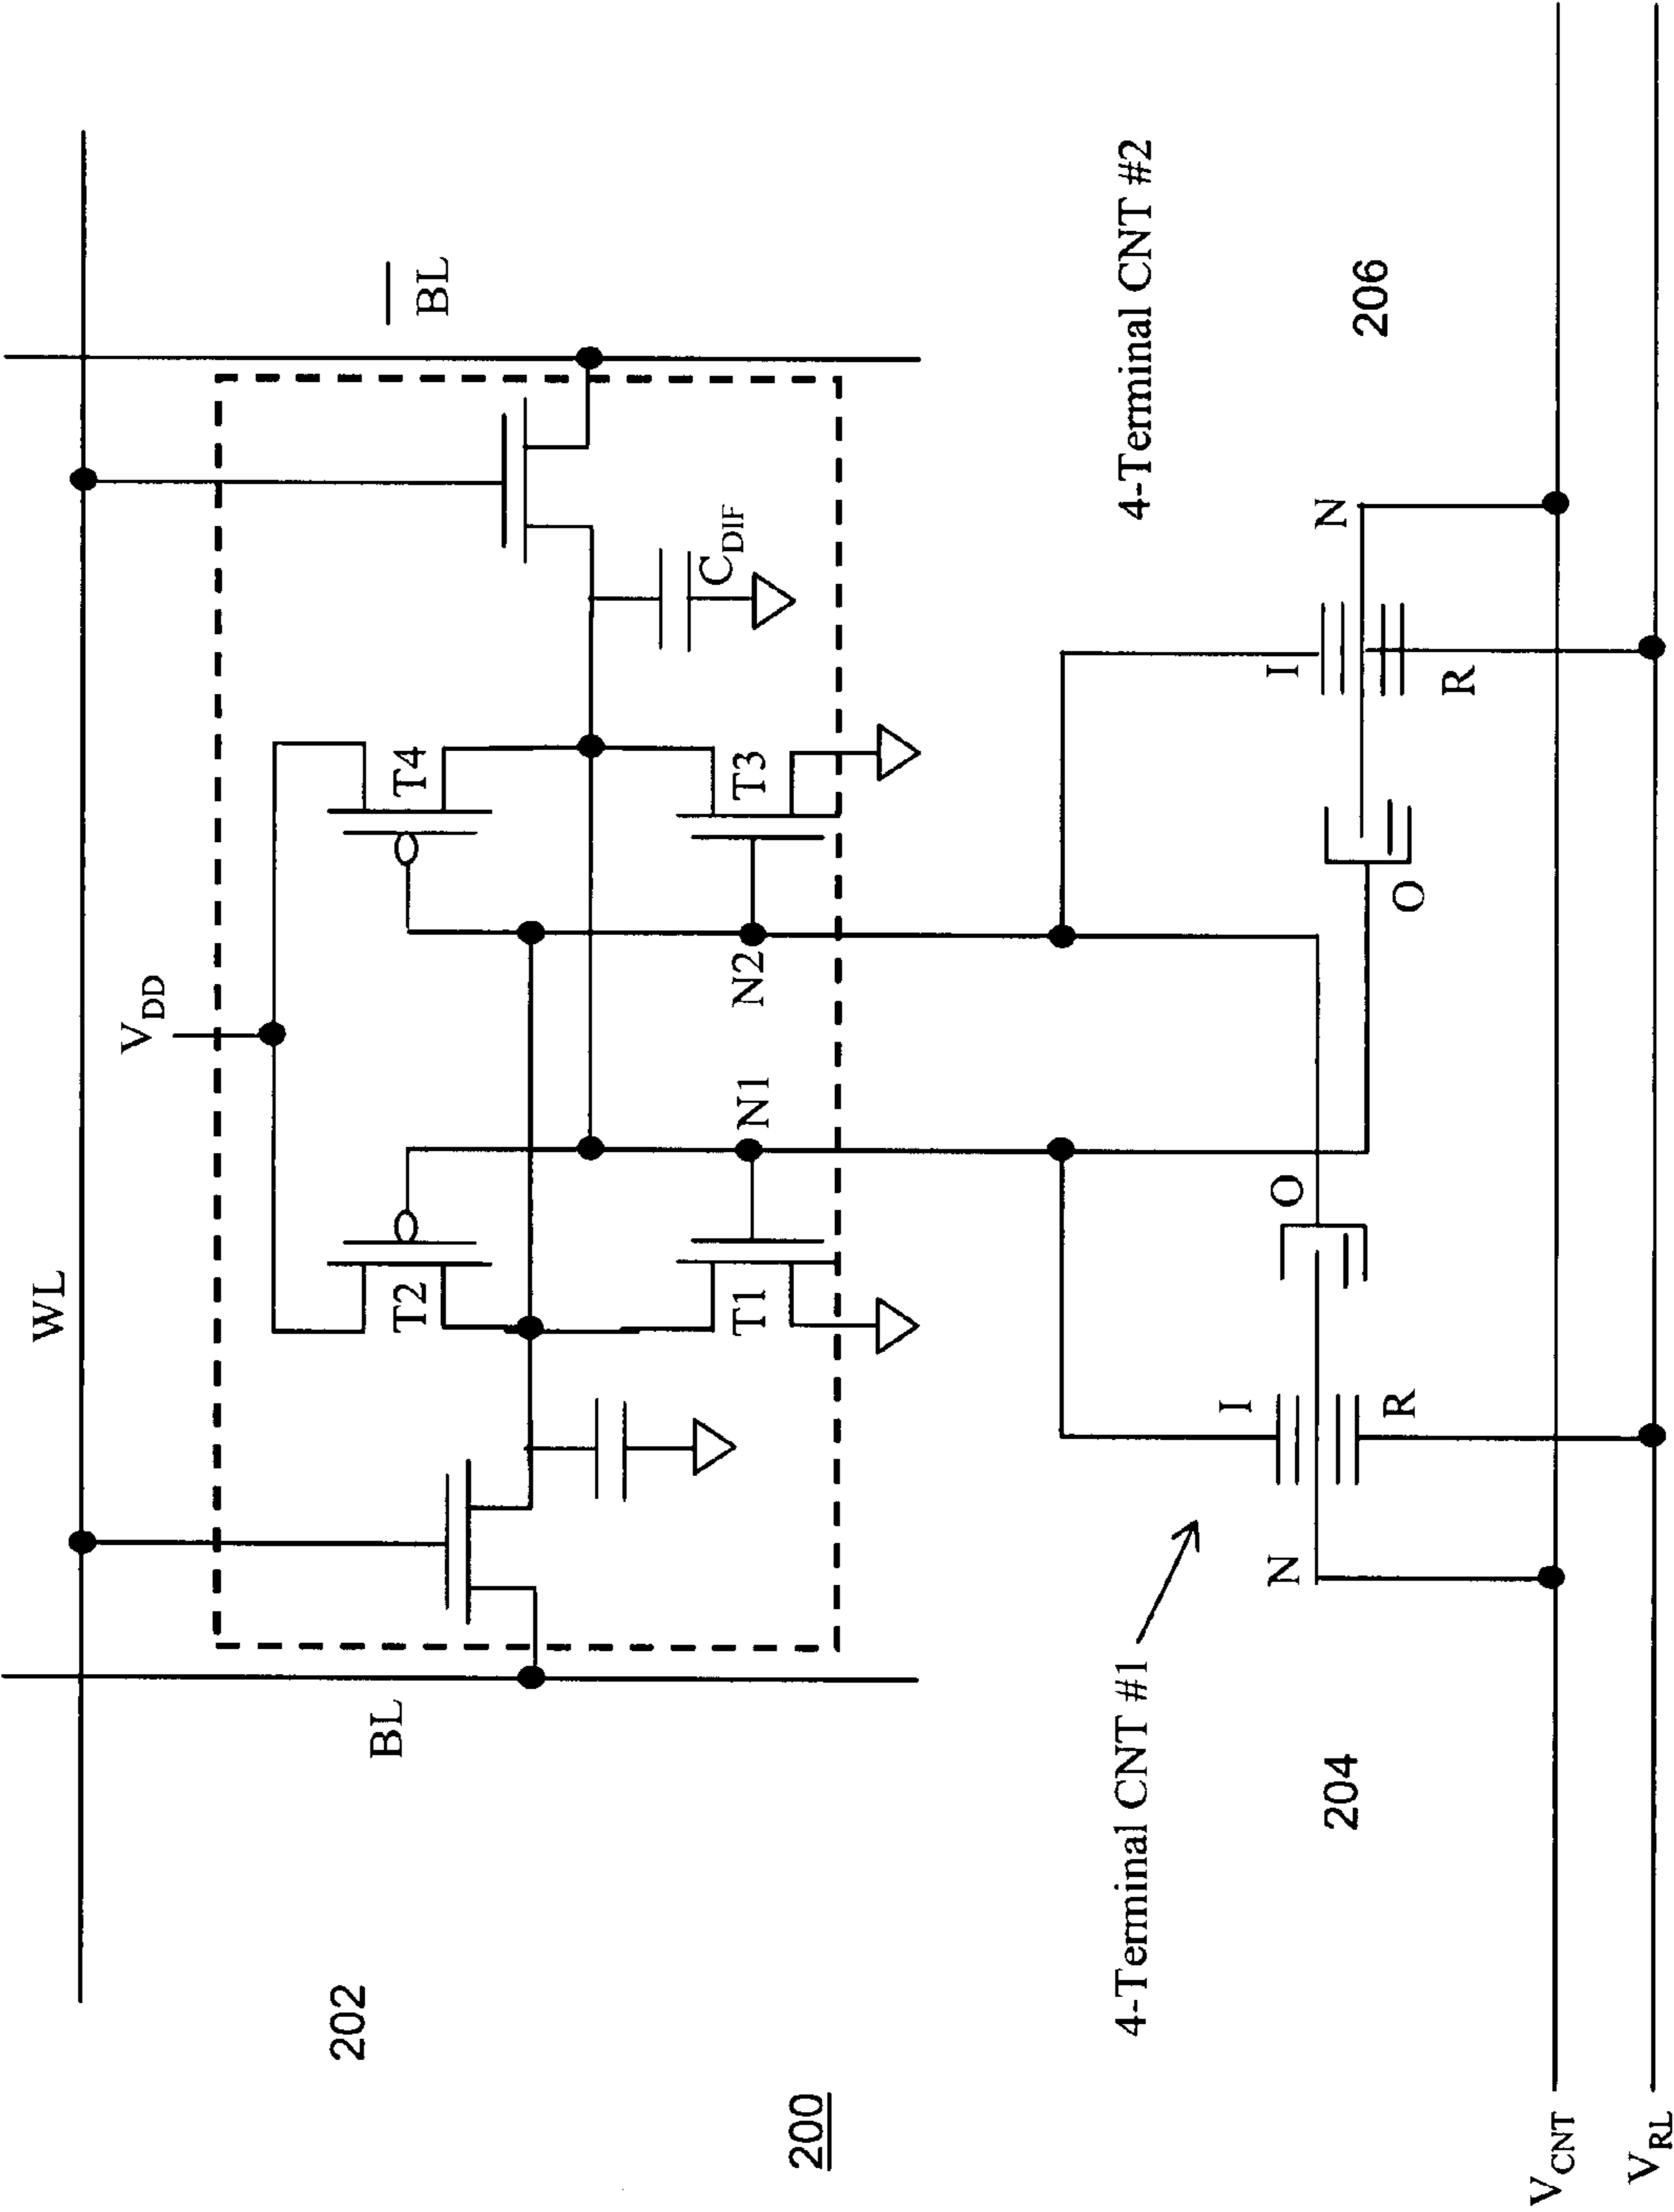 WL
V_DD
BL
BL
202
T2
T4
C_DIF
T1
N1
N2
T3
200
4-Terminal CNT #1
4-Terminal CNT #2
I
O
I
N
N
R
204
O
R
206
V_CNT
V_RL